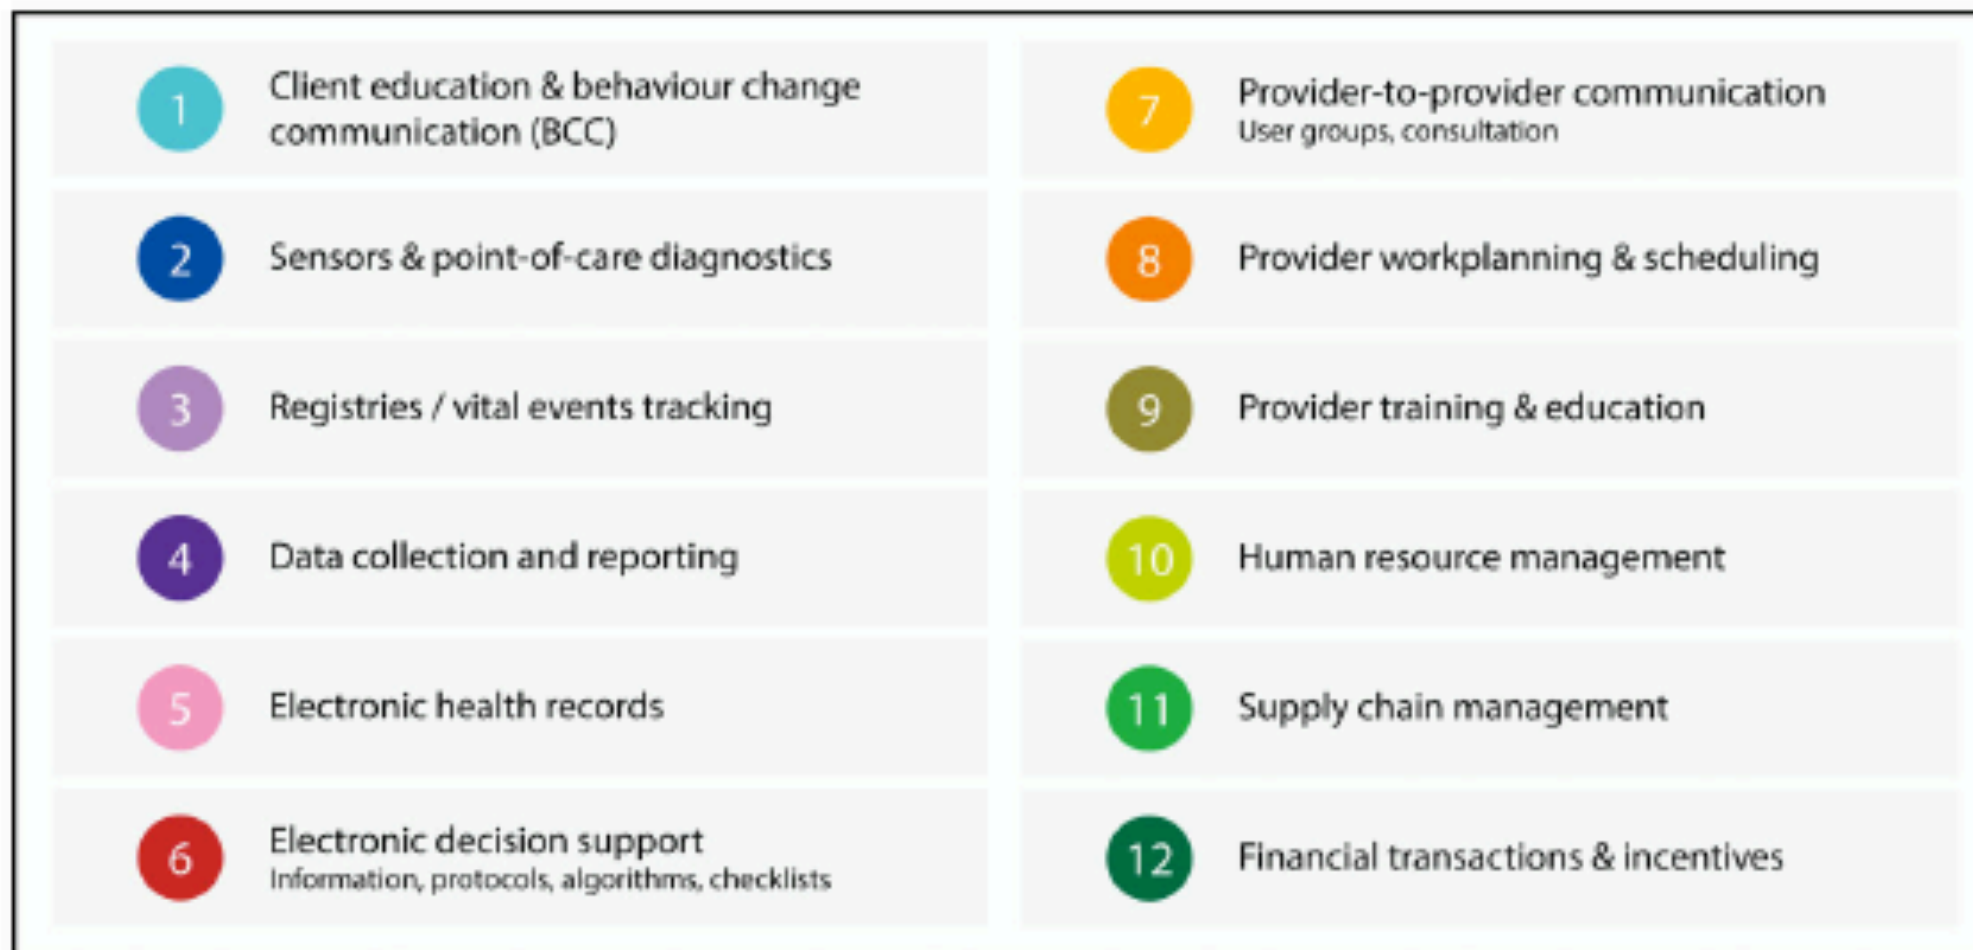 1
Client education & behaviour change
communication (BCC)
2
Sensors & point-of-care diagnostics
3
Registries / vital events tracking
4
Data collection and reporting
5
Electronic health records
6
Electronic decision support
Information, protocols, algorithms, checklists
7
Provider-to-provider communication
User groups, consultation
8
Provider workplanning & scheduling
9
Provider training & education
10
Human resource management
11
Supply chain management
12
Financial transactions & incentives